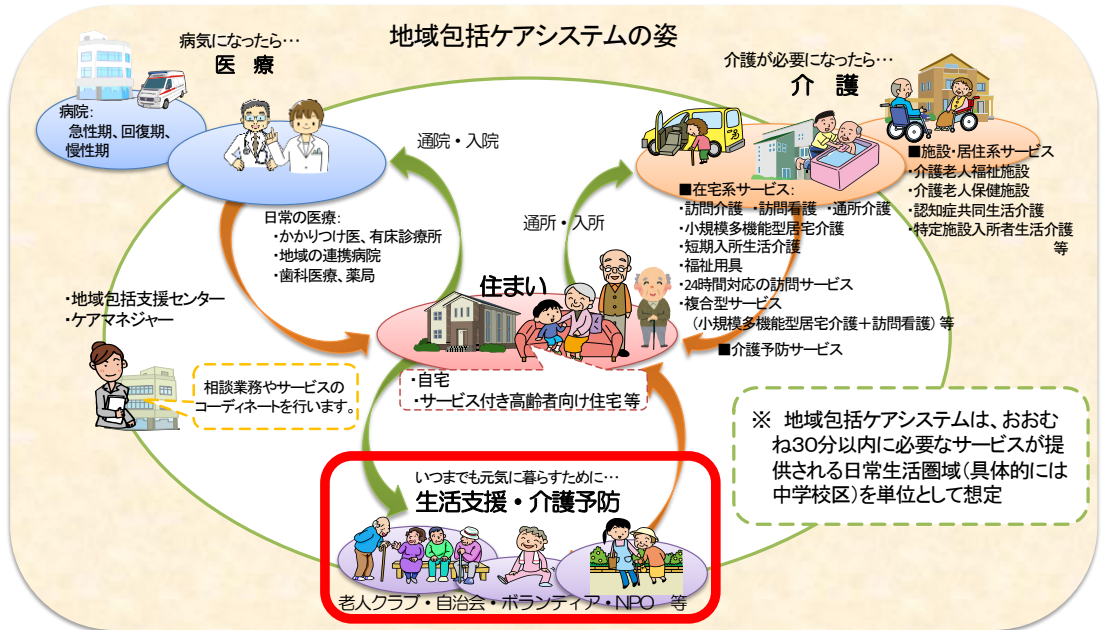 地域包括ケアシステムの姿
病気になったら…
医 療
病院:
急性期、回復期、
慢性期
通院・入院
日常の医療:
・かかりつけ医、有床診療所
・地域の連携病院
・歯科医療、薬局
介護が必要になったら…
介 護
通所・入所
■在宅系サービス:
・訪問介護 ・訪問看護 ・通所介護
・小規模多機能型居宅介護
・短期入所生活介護
・福祉用具
・24時間対応の訪問サービス
・複合型サービス
(小規模多機能型居宅介護+訪問看護)等
■介護予防サービス
■施設・居住系サービス
・介護老人福祉施設
・介護老人保健施設
・認知症共同生活介護
・特定施設入所者生活介護
等
住まい
・自宅
・サービス付き高齢者向け住宅 等
・地域包括支援センター
・ケアマネジャー
相談業務やサービスの
コーディネートを行います。
※ 地域包括ケアシステムは、おおむ
ね30分以内に必要なサービスが提
供される日常生活圏域(具体的には
中学校区)を単位として想定
いつまでも元気に暮らすために…
生活支援・介護予防
老人クラブ・自治会・ボランティア・NPO 等